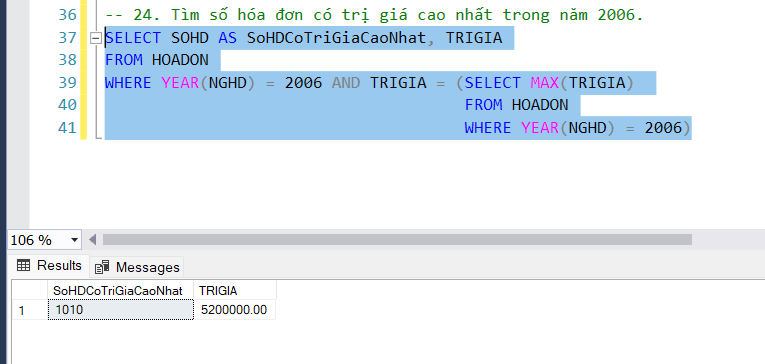 36 -- 24. Tìm số hóa đơn có trị giá cao nhất trong năm 2006.
37 SELECT SOHD AS SoHDCoTriGiaCaoNhat, TRIGIA
38 FROM HOADON
39 WHERE YEAR(NGHD) = 2006 AND TRIGIA = (SELECT MAX(TRIGIA)
40 FROM HOADON
41 WHERE YEAR(NGHD) = 2006)
106 %
Results Messages
SoHDCoTriGiaCaoNhat TRIGIA
1 1010 5200000.00